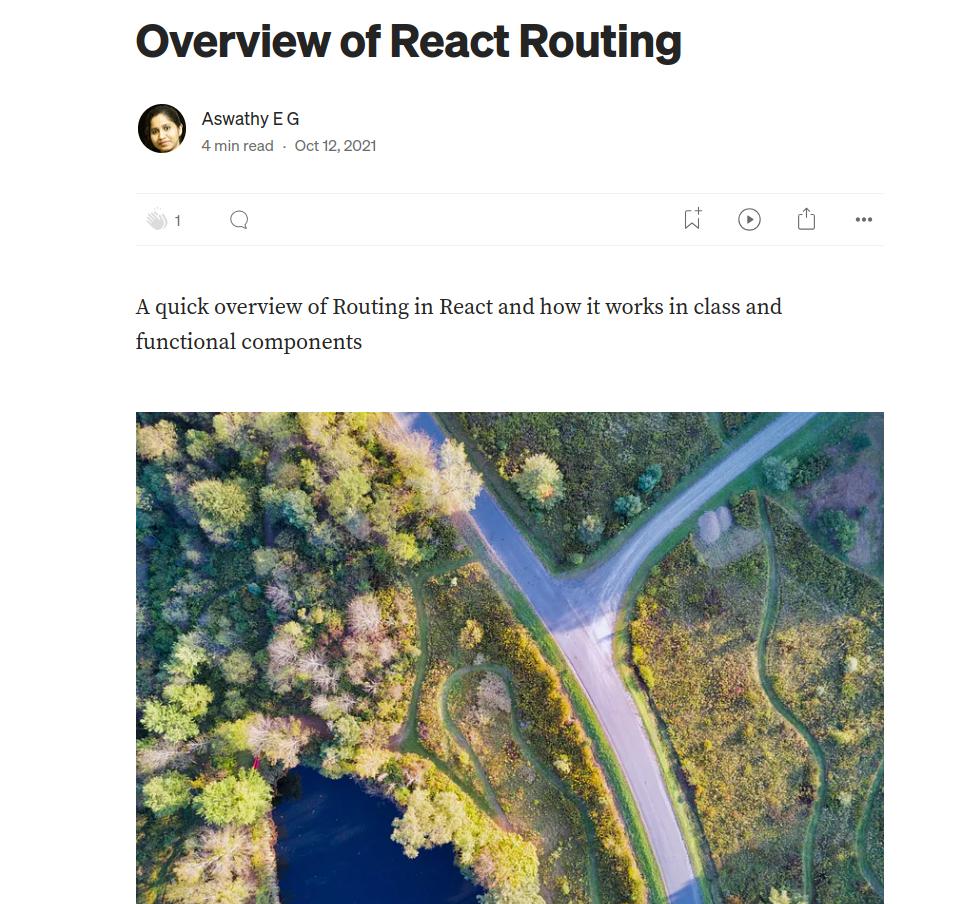 Overview of React Routing
Aswathy E G
4 min read · Oct 12, 2021
1
A quick overview of Routing in React and how it works in class and
functional components